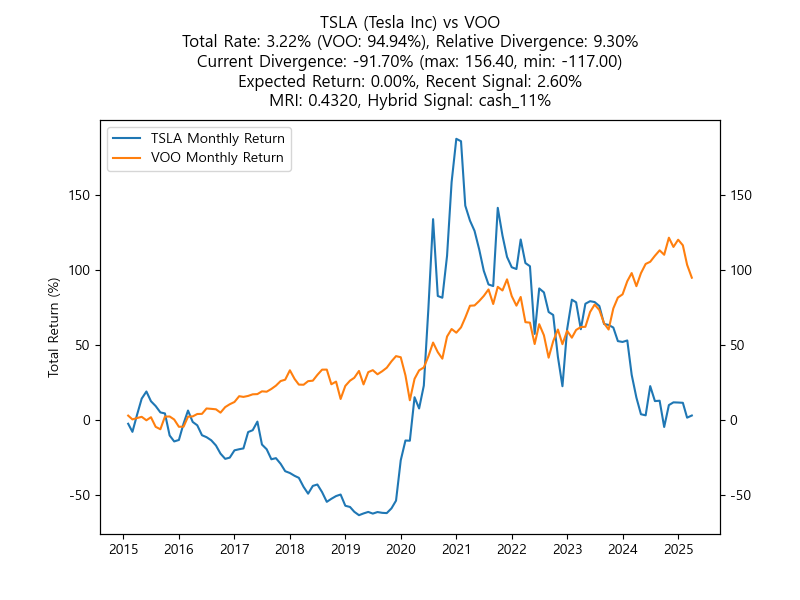 TSLA (Tesla Inc) vs VOO
Total Rate: 3.22% (VOO: 94.94%), Relative Divergence: 9.30%
Current Divergence: -91.70% (max: 156.40, min: -117.00)
Expected Return: 0.00%, Recent Signal: 2.60%
MRI: 0.4320, Hybrid Signal: cash_11%
TSLA Monthly Return
VOO Monthly Return
Total Return (%)
150
100
50
0
-50
150
100
50
0
-50
2015 2016 2017 2018 2019 2020 2021 2022 2023 2024 2025